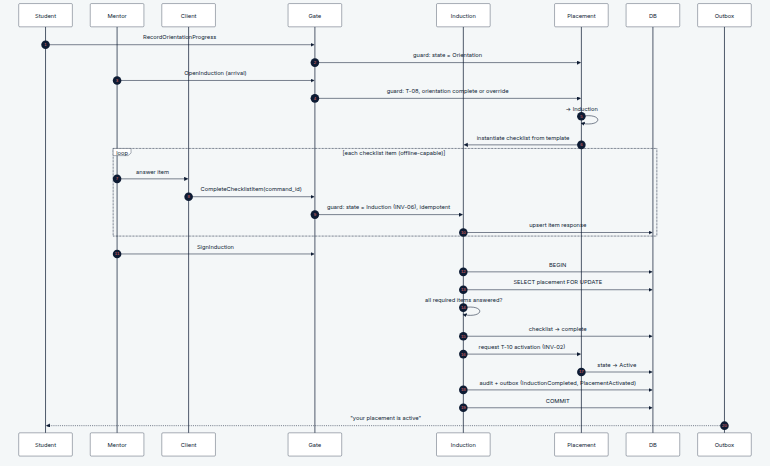 Student Mentor Client Gate Induction Placement DB Outbox
RecordOrientationProgress
guard: state = Orientation
OpenInduction (arrival)
guard: T-08, orientation complete or override
→ Induction
instantiate checklist from template
loop [each checklist item (offline-capable)]
answer item
CompleteChecklistItem(command_id)
guard: state = Induction (INV-06), idempotent
upsert item response
SignInduction
BEGIN
SELECT placement FOR UPDATE
all required items answered?
checklist → complete
request T-10 activation (INV-02)
state → Active
audit + outbox (InductionCompleted, PlacementActivated)
COMMIT
"your placement is active"
Student Mentor Client Gate Induction Placement DB Outbox